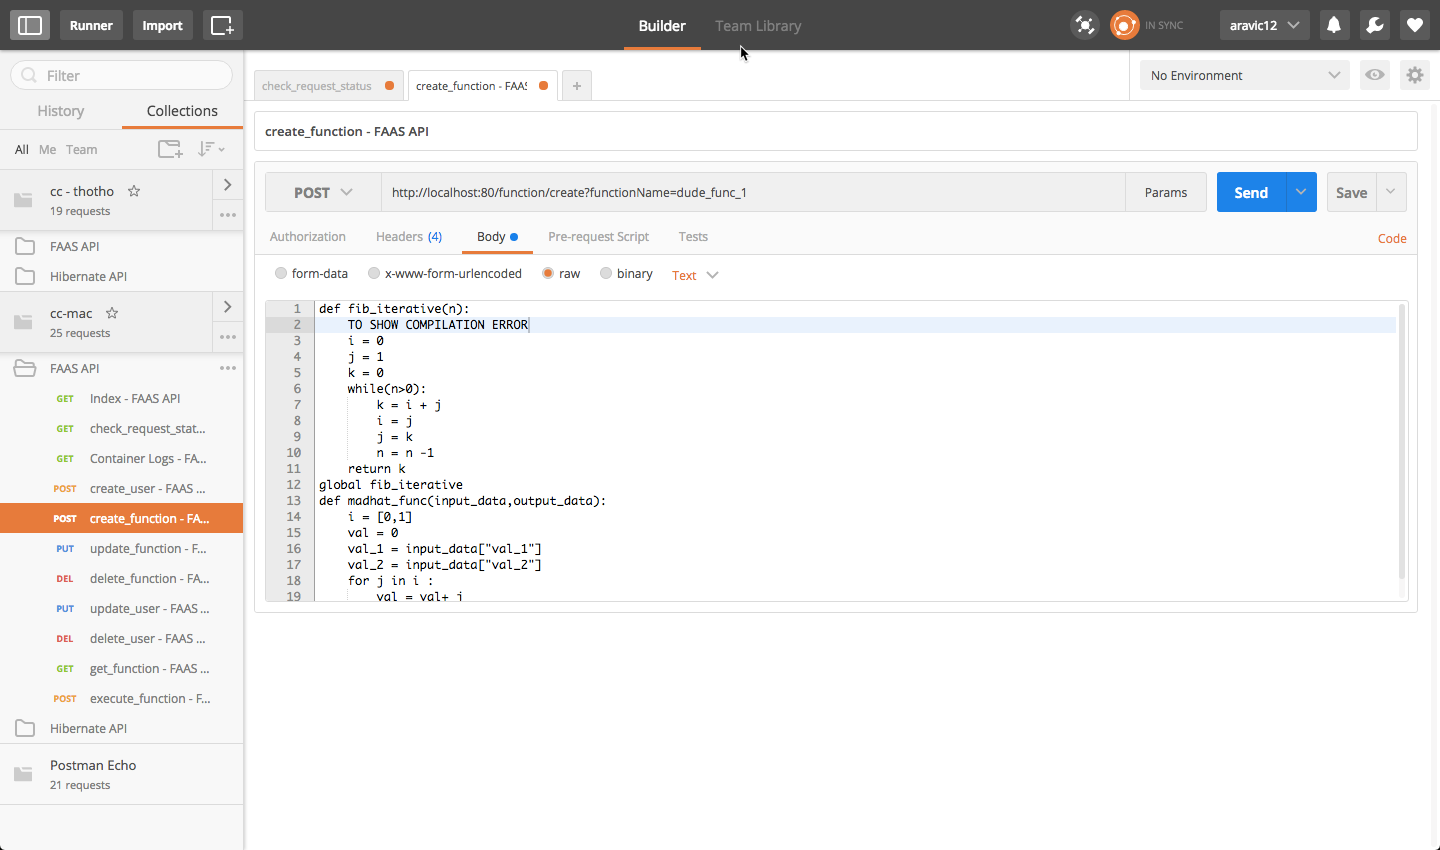 Runner
Import
Builder
Team Library
IN SYNC
aravic12
Filter
History
Collections
All Me Team
cc - thotho
19 requests
FAAS API
Hibernate API
cc-mac
25 requests
FAAS API
GET Index - FAAS API
GET check_request_stat...
GET Container Logs - FA...
POST create_user - FAAS ...
POST create_function - FA...
PUT update_function - F...
DEL delete_function - FA...
PUT update_user - FAAS ...
DEL delete_user - FAAS ...
GET get_function - FAAS ...
POST execute_function - F...
Hibernate API
Postman Echo
21 requests
check_request_status
create_function - FAAS
+
No Environment
create_function - FAAS API
POST
http://localhost:80/function/create?functionName=dude_func_1
Params
Send
Save
Authorization
Headers (4)
Body
Pre-request Script
Tests
Code
form-data
x-www-form-urlencoded
raw
binary
Text
1 def fib_iterative(n):
2 TO SHOW COMPILATION ERROR
3 i = 0
4 j = 1
5 k = 0
6 while(n>0):
7 k = i + j
8 i = j
9 j = k
10 n = n -1
11 return k
12 global fib_iterative
13 def madhat_func(input_data,output_data):
14 i = [0,1]
15 val = 0
16 val_1 = input_data["val_1"]
17 val_2 = input_data["val_2"]
18 for j in i :
19 val = val+ j